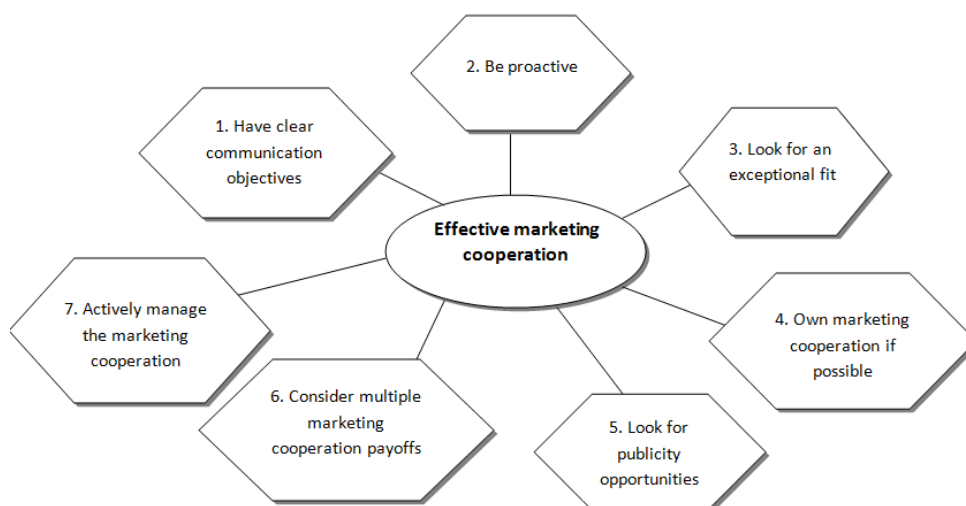 2. Be proactive
1. Have clear
communication
objectives
3. Look for an
exceptional fit
Effective marketing
cooperation
7. Actively manage
the marketing
cooperation
4. Own marketing
cooperation if
possible
6. Consider multiple
marketing
cooperation payoffs
5. Look for
publicity
opportunities